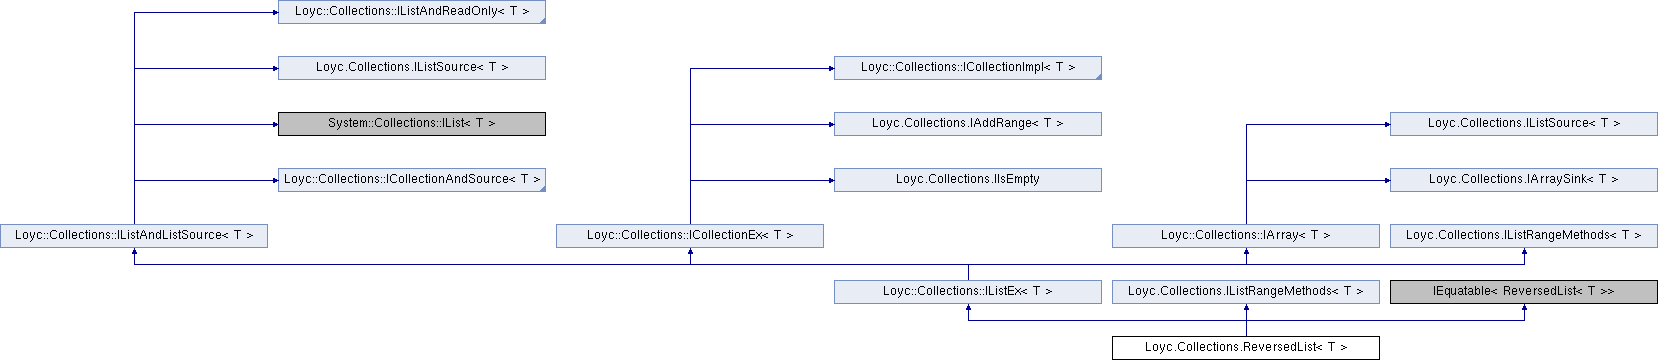 Loyc::Collections::IListAndReadOnly< T >
Loyc.Collections.IListSource< T >
Loyc::Collections::ICollectionImpl< T >
System::Collections::IList< T >
Loyc.Collections.IAddRange< T >
Loyc.Collections.IListSource< T >
Loyc::Collections::ICollectionAndSource< T >
Loyc.Collections.IIsEmpty
Loyc.Collections.IArraySink< T >
Loyc::Collections::IListAndListSource< T >
Loyc::Collections::ICollectionEx< T >
Loyc::Collections::IArray< T >
Loyc.Collections.IListRangeMethods< T >
Loyc::Collections::IListEx< T >
Loyc.Collections.IListRangeMethods< T >
IEquatable< ReversedList< T >>
Loyc.Collections.ReversedList< T >